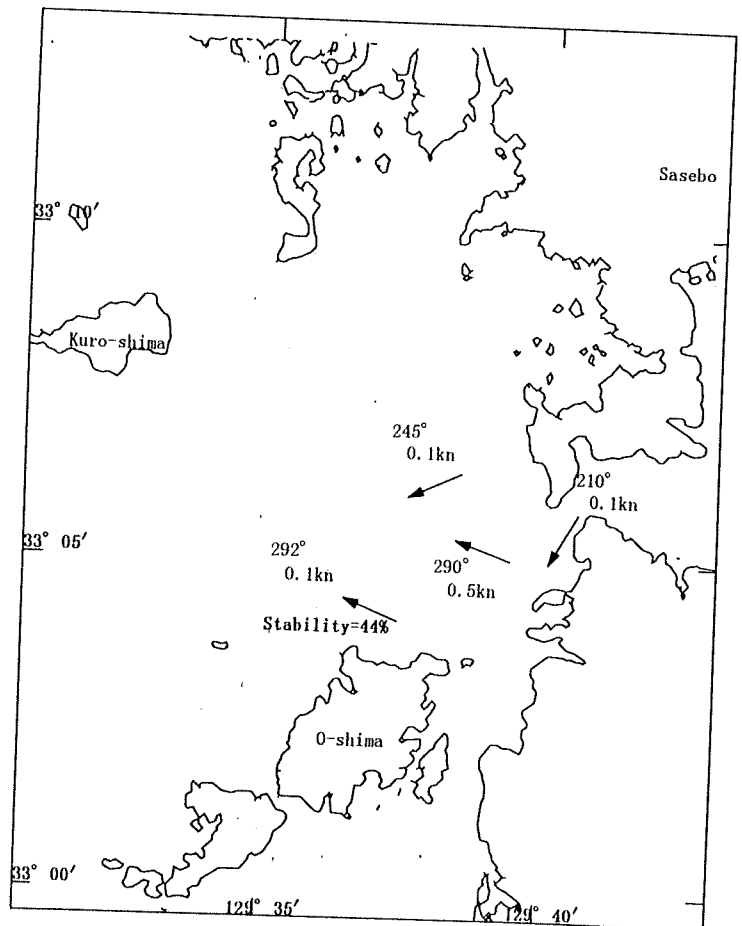 Sasebo
33° 10′
Kuro-shima
245°
0.1kn
210°
0.1kn
33° 05′
292°
0.1kn
290°
0.5kn
Stability=44%
O-shima
33° 00′
129° 35′
129° 40′